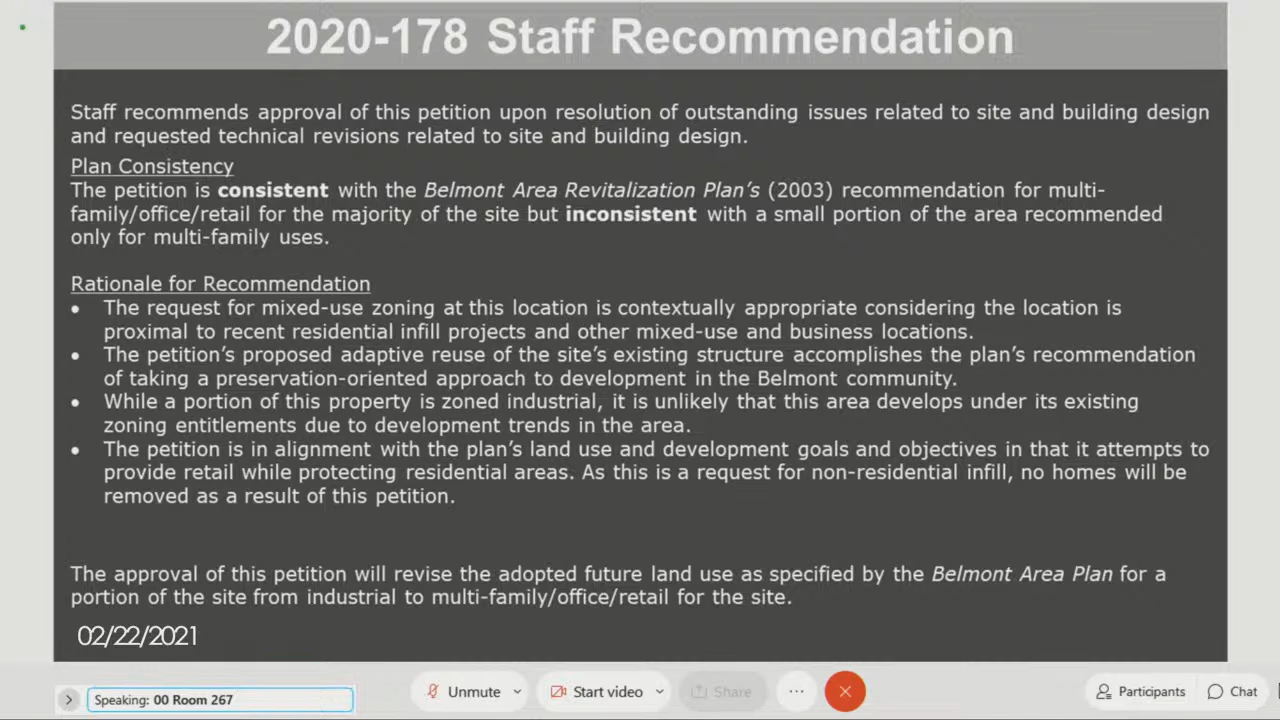 2020-178 Staff Recommendation
Staff recommends approval of this petition upon resolution of outstanding issues related to site and building design
and requested technical revisions related to site and building design.
Plan Consistency
The petition is consistent with the Belmont Area Revitalization Plan's (2003) recommendation for multi-
family/office/retail for the majority of the site but inconsistent with a small portion of the area recommended
only for multi-family uses.
Rationale for Recommendation
• The request for mixed-use zoning at this location is contextually appropriate considering the location is
proximal to recent residential infill projects and other mixed-use and business locations.
• The petition's proposed adaptive reuse of the site's existing structure accomplishes the plan's recommendation
of taking a preservation-oriented approach to development in the Belmont community.
• While a portion of this property is zoned industrial, it is unlikely that this area develops under its existing
zoning entitlements due to development trends in the area.
• The petition is in alignment with the plan's land use and development goals and objectives in that it attempts to
provide retail while protecting residential areas. As this is a request for non-residential infill, no homes will be
removed as a result of this petition.
The approval of this petition will revise the adopted future land use as specified by the Belmont Area Plan for a
portion of the site from industrial to multi-family/office/retail for the site.
02/22/2021
Speaking: 00 Room 267
Unmute
Start video
Share
Participants
Chat